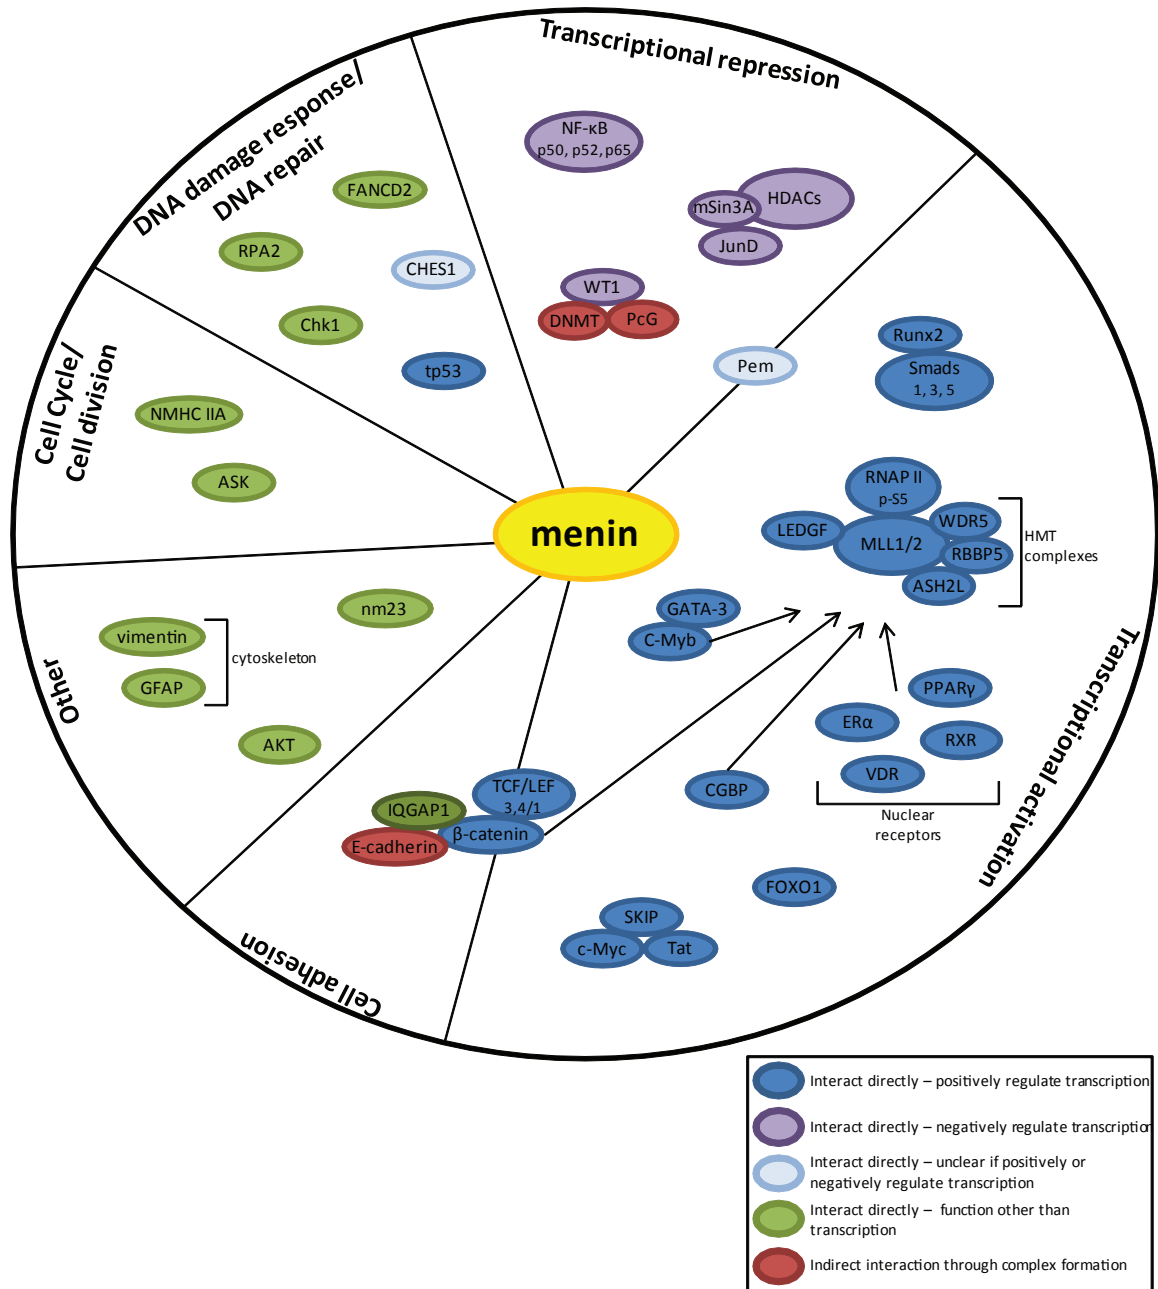 Transcriptional repression
DNA damage response/
DNA repair
NF-κB
p50, p52, p65
FANCD2
mSin3A
HDACs
JunD
RPA2
CHES1
WT1
DNMT
PcG
Chk1
Runx2
Smads
1, 3, 5
Pem
tp53
Cell Cycle/
Cell division
NMHC IIA
ASK
RNAP II
p-S5
LEDGF
MLL1/2
WDR5
RBBP5
ASH2L
HMT
complexes
menin
nm23
GATA-3
C-Myb
vimentin
GFAP
cytoskeleton
Other
AKT
Transcriptional activation
PPARγ
ERα
RXR
VDR
Nuclear
receptors
CGBP
TCF/LEF
3,4/1
IQGAP1
β-catenin
E-cadherin
FOXO1
SKIP
c-Myc
Tat
Cell adhesion
Interact directly – positively regulate transcription
Interact directly – negatively regulate transcription
Interact directly – unclear if positively or
negatively regulate transcription
Interact directly – function other than
transcription
Indirect interaction through complex formation